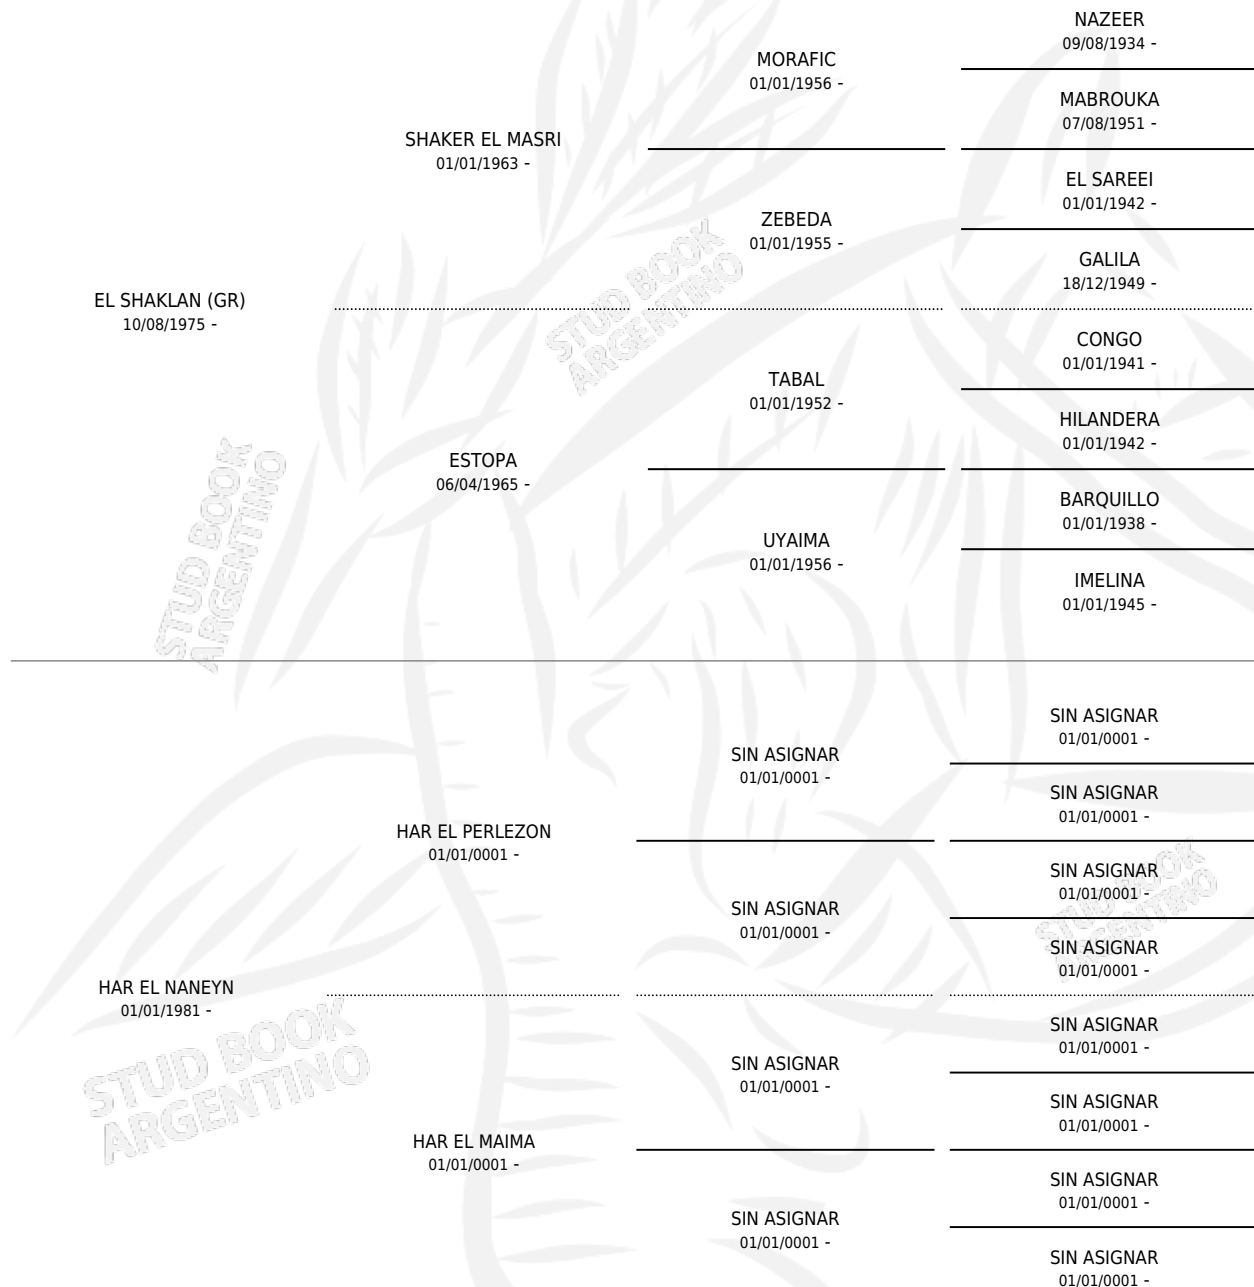 NAZEER
09/08/1934 -
MORAFIC
01/01/1956 -
MABROUKA
07/08/1951 -
SHAKER EL MASRI
01/01/1963 -
EL SAREEI
01/01/1942 -
ZEBEDA
01/01/1955 -
GALILA
18/12/1949 -
EL SHAKLAN (GR)
10/08/1975 -
CONGO
01/01/1941 -
TABAL
01/01/1952 -
HILANDERA
01/01/1942 -
ESTOPA
06/04/1965 -
BARQUILLO
01/01/1938 -
UYAIMA
01/01/1956 -
IMELINA
01/01/1945 -
STUD BOOK
ARGENTINO
STUD BOOK
ARGENTINO
SIN ASIGNAR
01/01/0001 -
SIN ASIGNAR
01/01/0001 -
SIN ASIGNAR
01/01/0001 -
HAR EL PERLEZON
01/01/0001 -
SIN ASIGNAR
01/01/0001 -
SIN ASIGNAR
01/01/0001 -
SIN ASIGNAR
01/01/0001 -
HAR EL NANEYN
01/01/1981 -
SIN ASIGNAR
01/01/0001 -
SIN ASIGNAR
01/01/0001 -
SIN ASIGNAR
01/01/0001 -
HAR EL MAIMA
01/01/0001 -
SIN ASIGNAR
01/01/0001 -
SIN ASIGNAR
01/01/0001 -
SIN ASIGNAR
01/01/0001 -
STUD BOOK
ARGENTINO
STUD BOOK
ARGENTINO